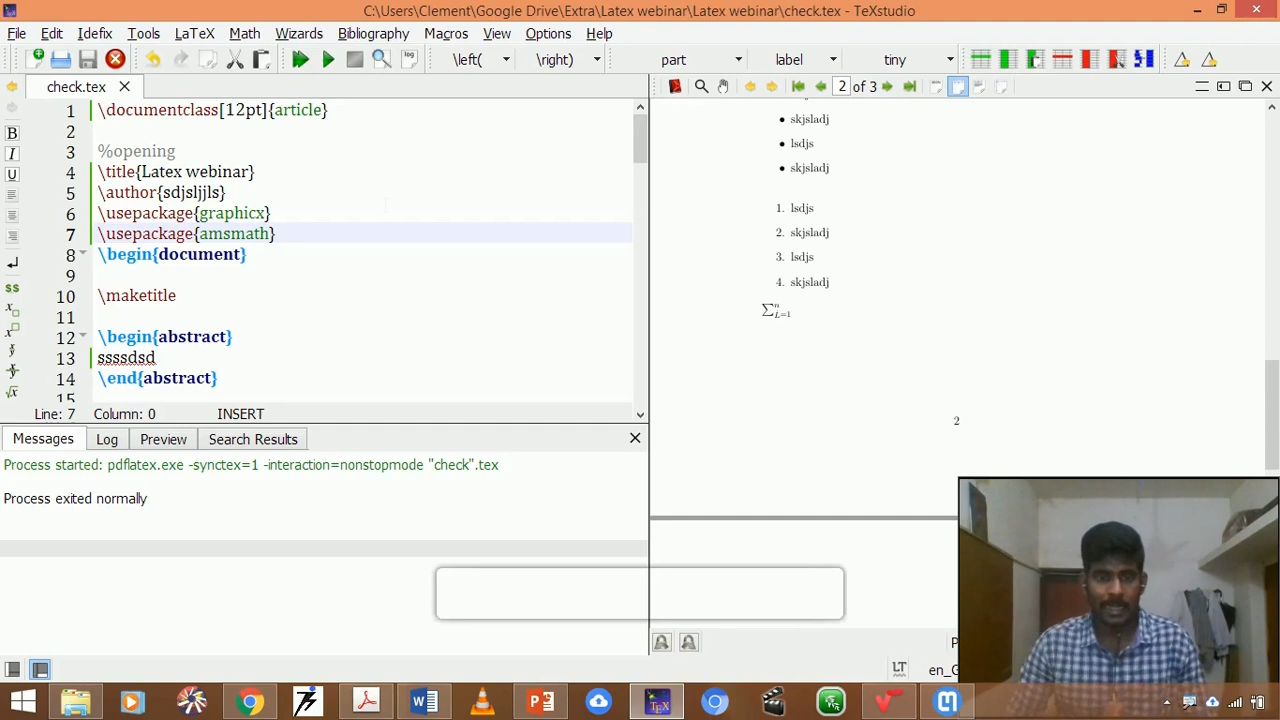 C:\Users\Clement\Google Drive\Extra\Latex webinar\Latex webinar\check.tex - TeXstudio
File Edit Idefix Tools LaTeX Math Wizards Bibliography Macros View Options Help
\left( \right) part label tiny
check.tex
2 of 3
1 \documentclass[12pt]{article}
2
3 %opening
4 \title{Latex webinar}
5 \author{sdjsljjls}
6 \usepackage{graphicx}
7 \usepackage{amsmath}
8 \begin{document}
9
10 \maketitle
11
12 \begin{abstract}
13 ssssdsd
14 \end{abstract}
15
Line: 7 Column: 0 INSERT
Messages Log Preview Search Results
Process started: pdflatex.exe -synctex=1 -interaction=nonstopmode "check".tex
Process exited normally
• skjsladj
• lsdjs
• skjsladj
1. lsdjs
2. skjsladj
3. lsdjs
4. skjsladj
∑ⁿL=1
2
LT